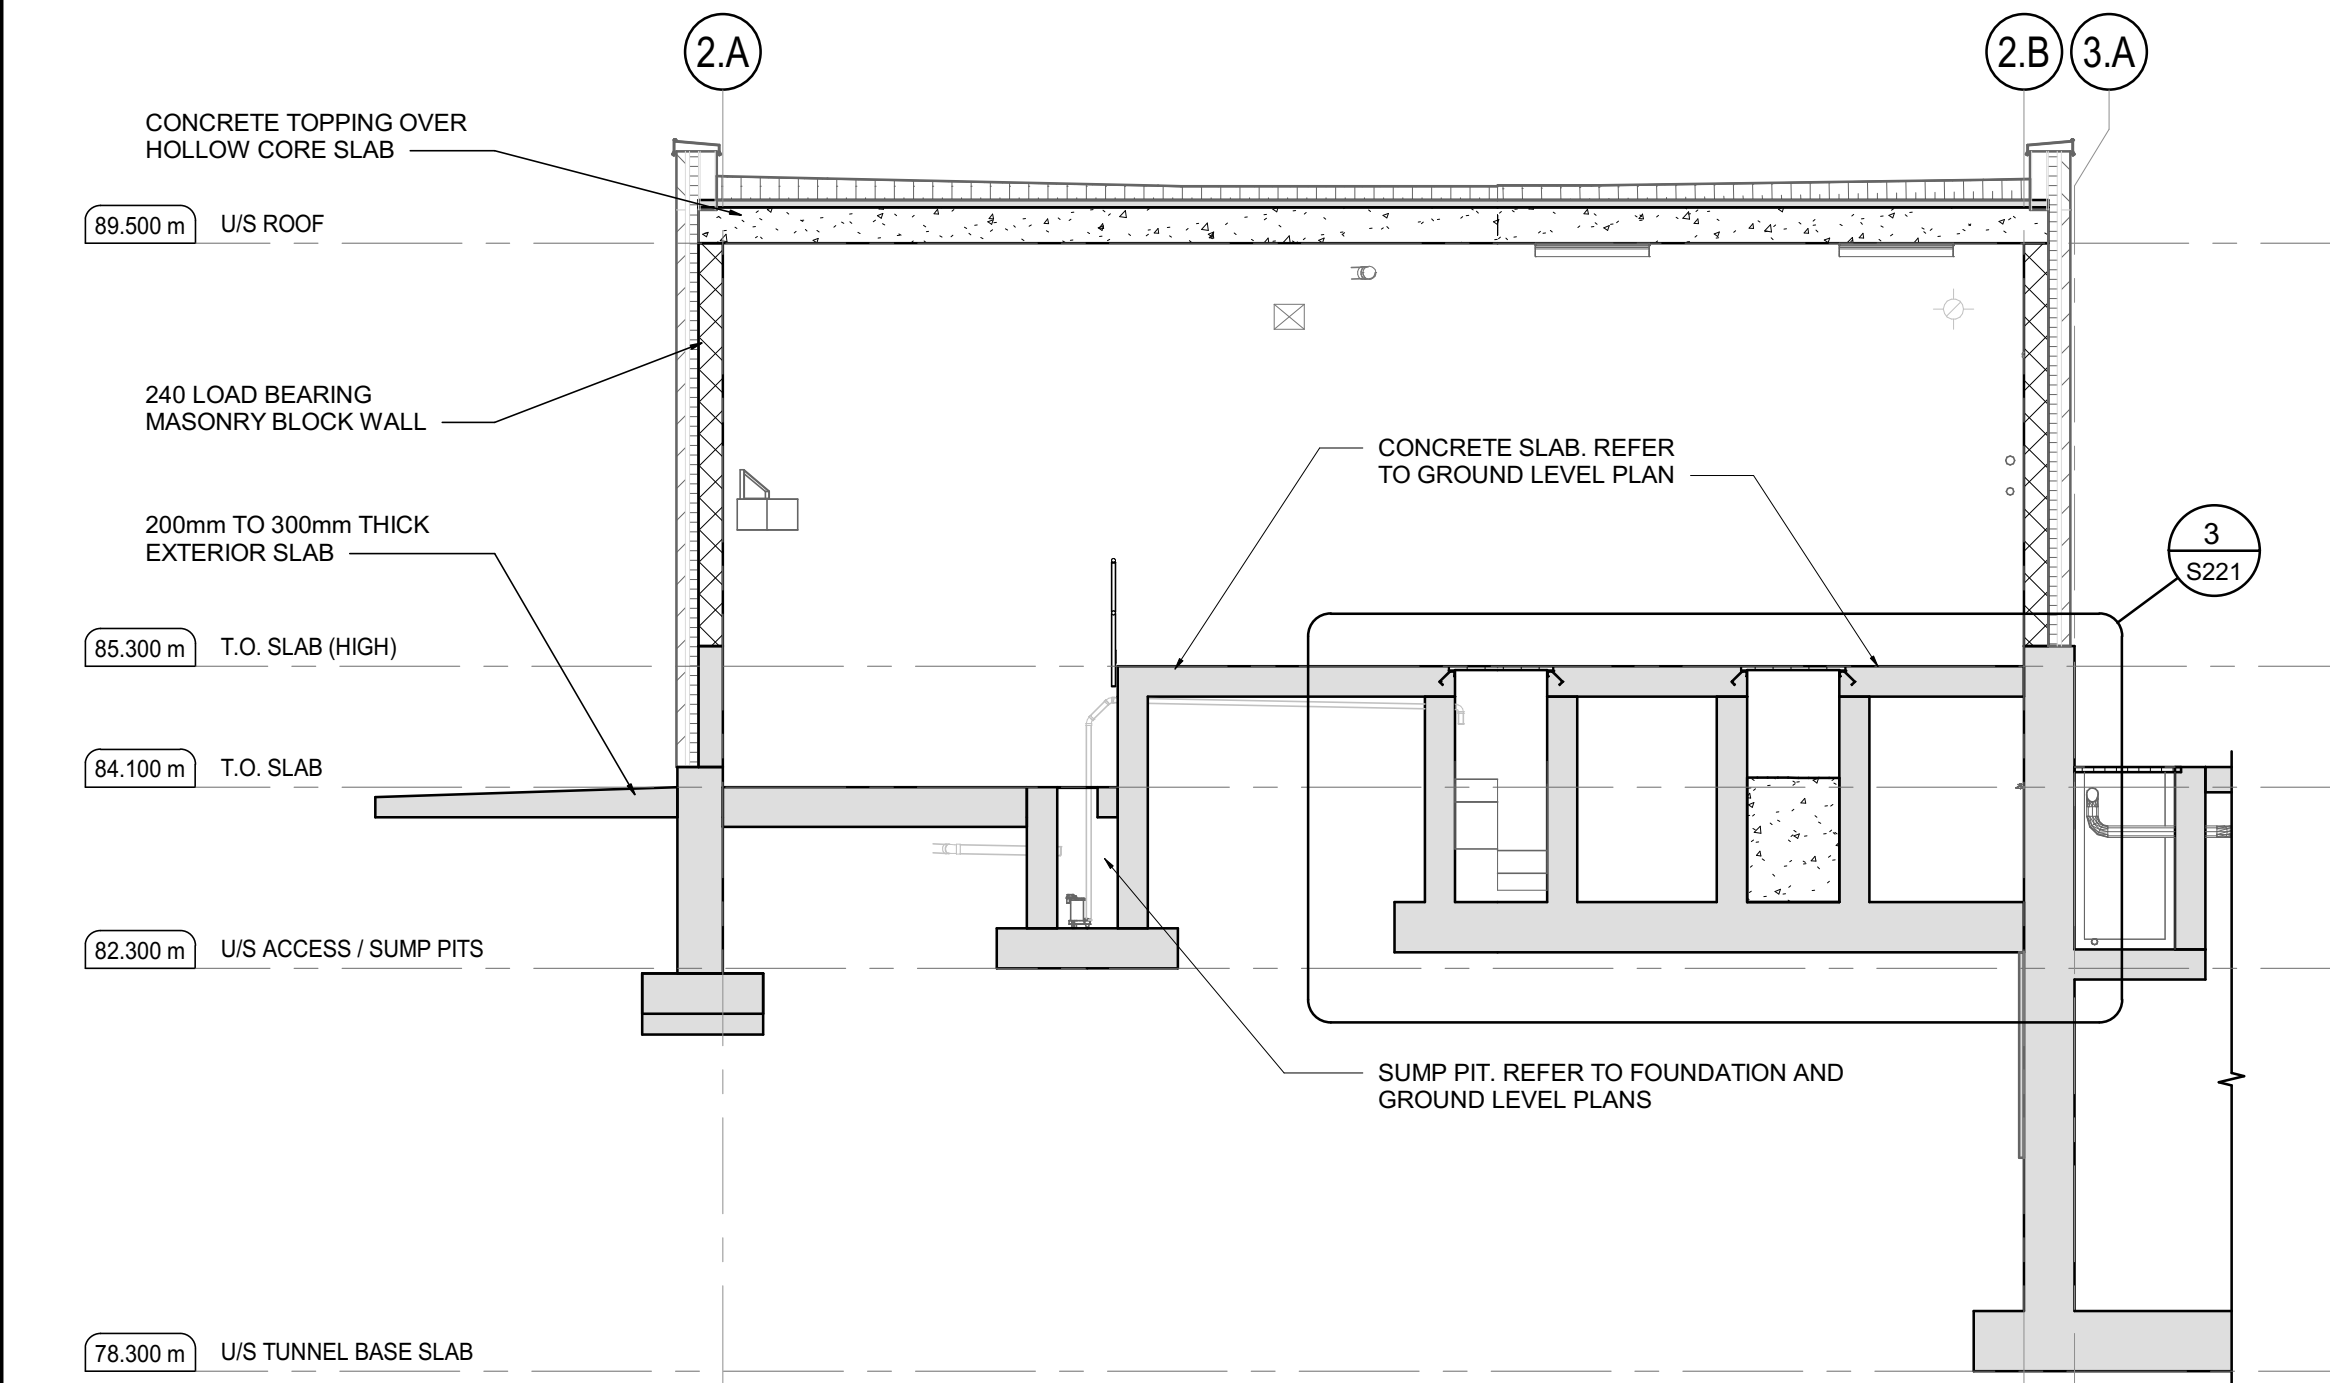 2.A
2.B
3.A
CONCRETE TOPPING OVER
HOLLOW CORE SLAB
89.500 m
U/S ROOF
240 LOAD BEARING
MASONRY BLOCK WALL
CONCRETE SLAB. REFER
TO GROUND LEVEL PLAN
200mm TO 300mm THICK
EXTERIOR SLAB
3
S221
85.300 m
T.O. SLAB (HIGH)
84.100 m
T.O. SLAB
82.300 m
U/S ACCESS / SUMP PITS
SUMP PIT. REFER TO FOUNDATION AND
GROUND LEVEL PLANS
78.300 m
U/S TUNNEL BASE SLAB